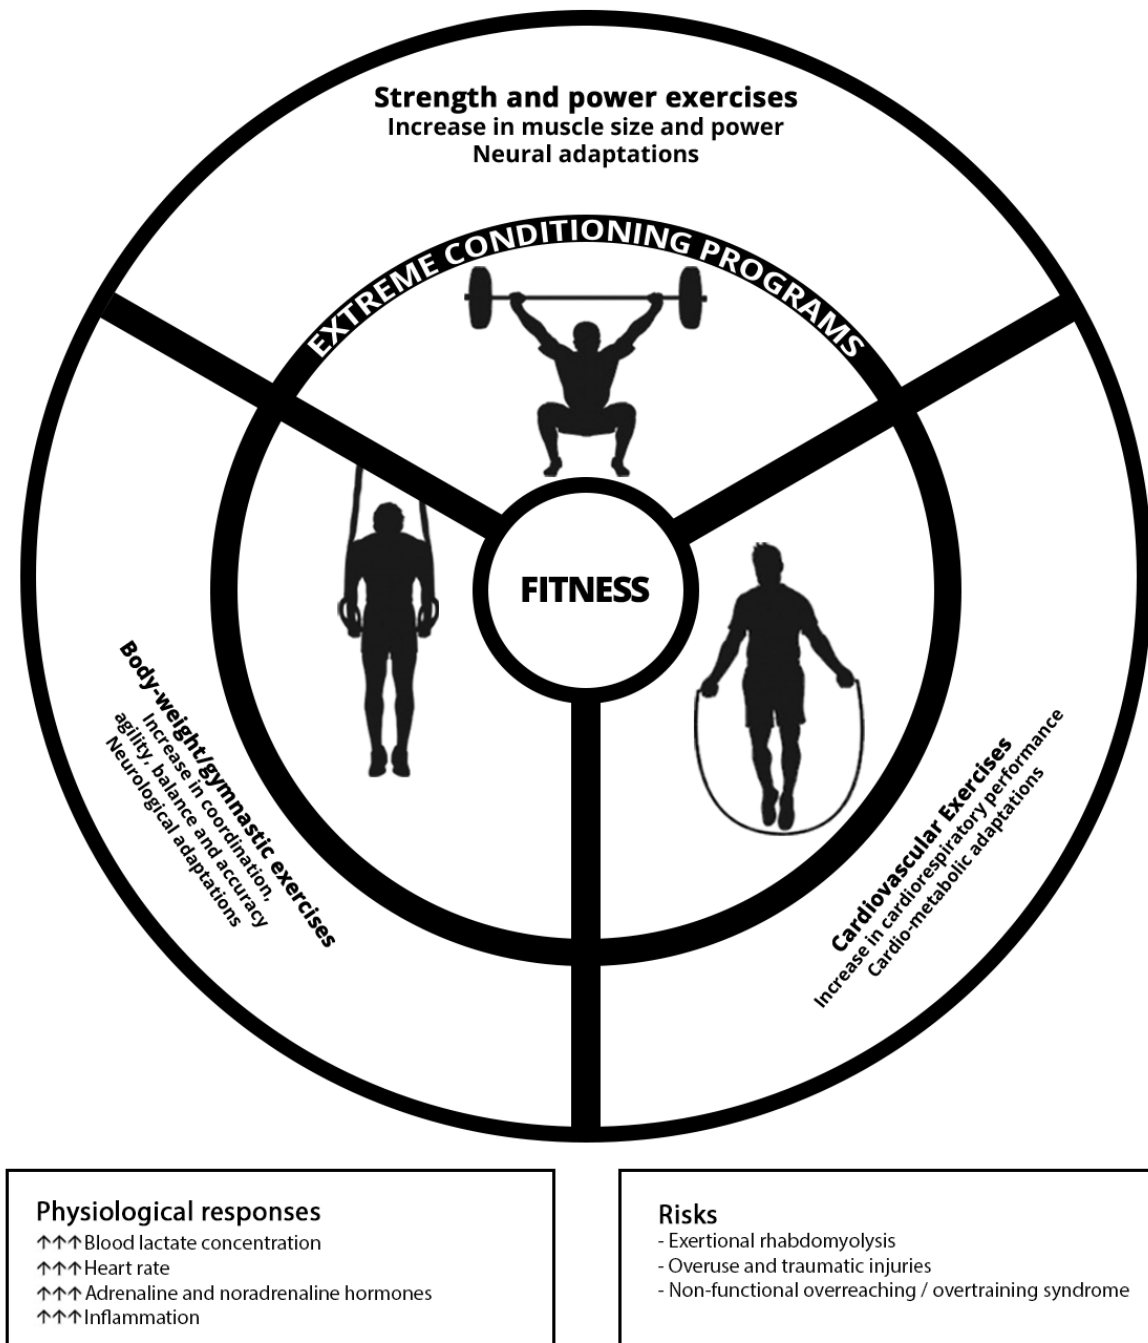 Strength and power exercises
Increase in muscle size and power
Neural adaptations
EXTREME CONDITIONING PROGRAMS
FITNESS
Body-weight/gymnastic exercises
Increase in coordination,
agility, balance and accuracy
Neurological adaptations
Cardiovascular Exercises
Increase in cardiorespiratory performance
Cardio-metabolic adaptations
Physiological responses
↑↑↑Blood lactate concentration
↑↑↑Heart rate
↑↑↑Adrenaline and noradrenaline hormones
↑↑↑Inflammation
Risks
- Exertional rhabdomyolysis
- Overuse and traumatic injuries
- Non-functional overreaching / overtraining syndrome